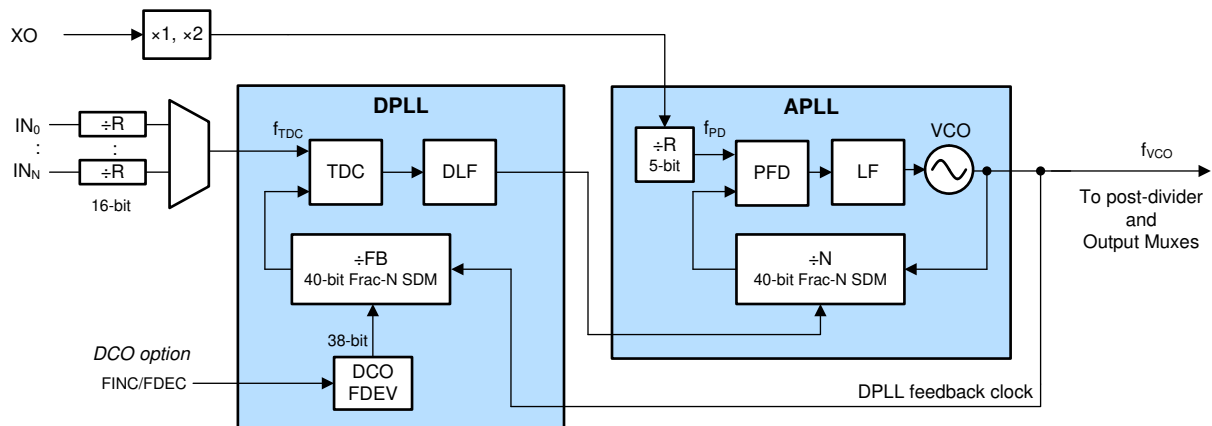 XO
×1, ×2
DPLL
APLL
IN0
÷R
:
:
INN
÷R
16-bit
fTDC
TDC
DLF
÷R
5-bit
fPD
PFD
LF
VCO
fVCO
To post-divider
and
Output Muxes
÷FB
40-bit Frac-N SDM
÷N
40-bit Frac-N SDM
38-bit
DCO option
FINC/FDEC
DCO
FDEV
DPLL feedback clock